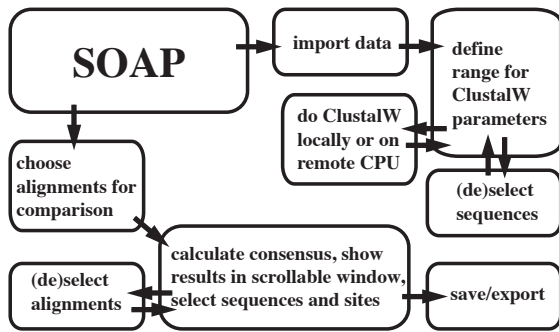 SOAP
import data
define
range for
ClustalW
parameters
do ClustalW
locally or on
remote CPU
choose
alignments for
comparison
(de)select
sequences
calculate consensus, show
results in scrollable window,
select sequences and sites
(de)select
alignments
save/export